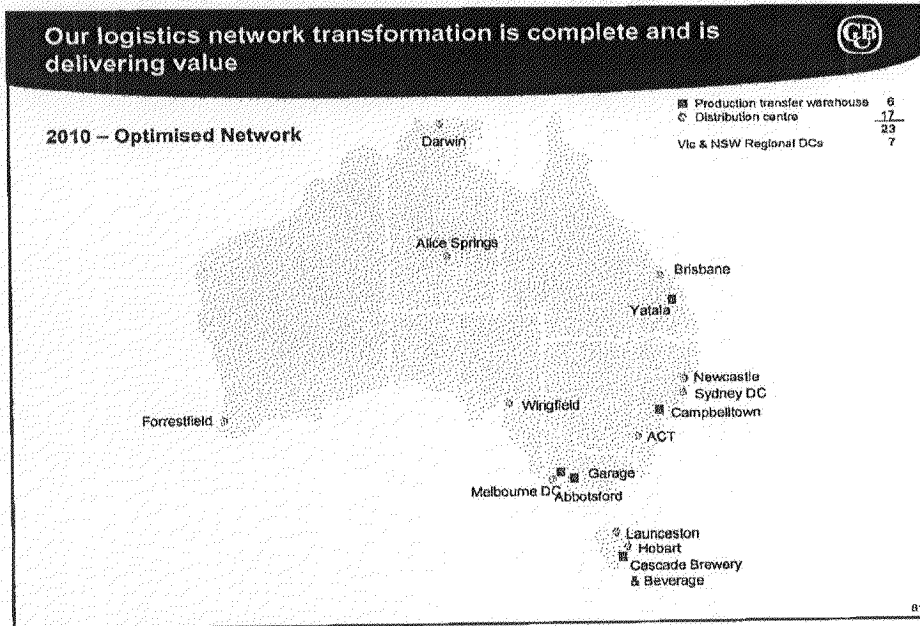 Our logistics network transformation is complete and is
delivering value
CUB
2010 – Optimised Network
Production transfer warehouse 6
Distribution centre 17
23
Vic & NSW Regional DCs 7
Darwin
Alice Springs
Brisbane
Yatala
Newcastle
Sydney DC
Campbelltown
ACT
Wingfield
Forrestfield
Garage
Melbourne DC
Abbotsford
Launceston
Hobart
Cascade Brewery
& Beverage